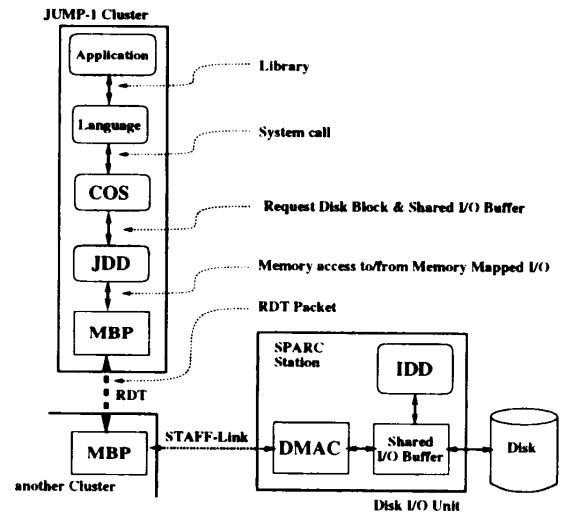 JUMP-1 Cluster
Application
Library
Language
System call
COS
Request Disk Block & Shared I/O Buffer
JDD
Memory access to/from Memory Mapped I/O
MBP
RDT Packet
RDT
SPARC
Station
IDD
MBP
STAFF-Link
DMAC
Shared
I/O Buffer
Disk
another Cluster
Disk I/O Unit